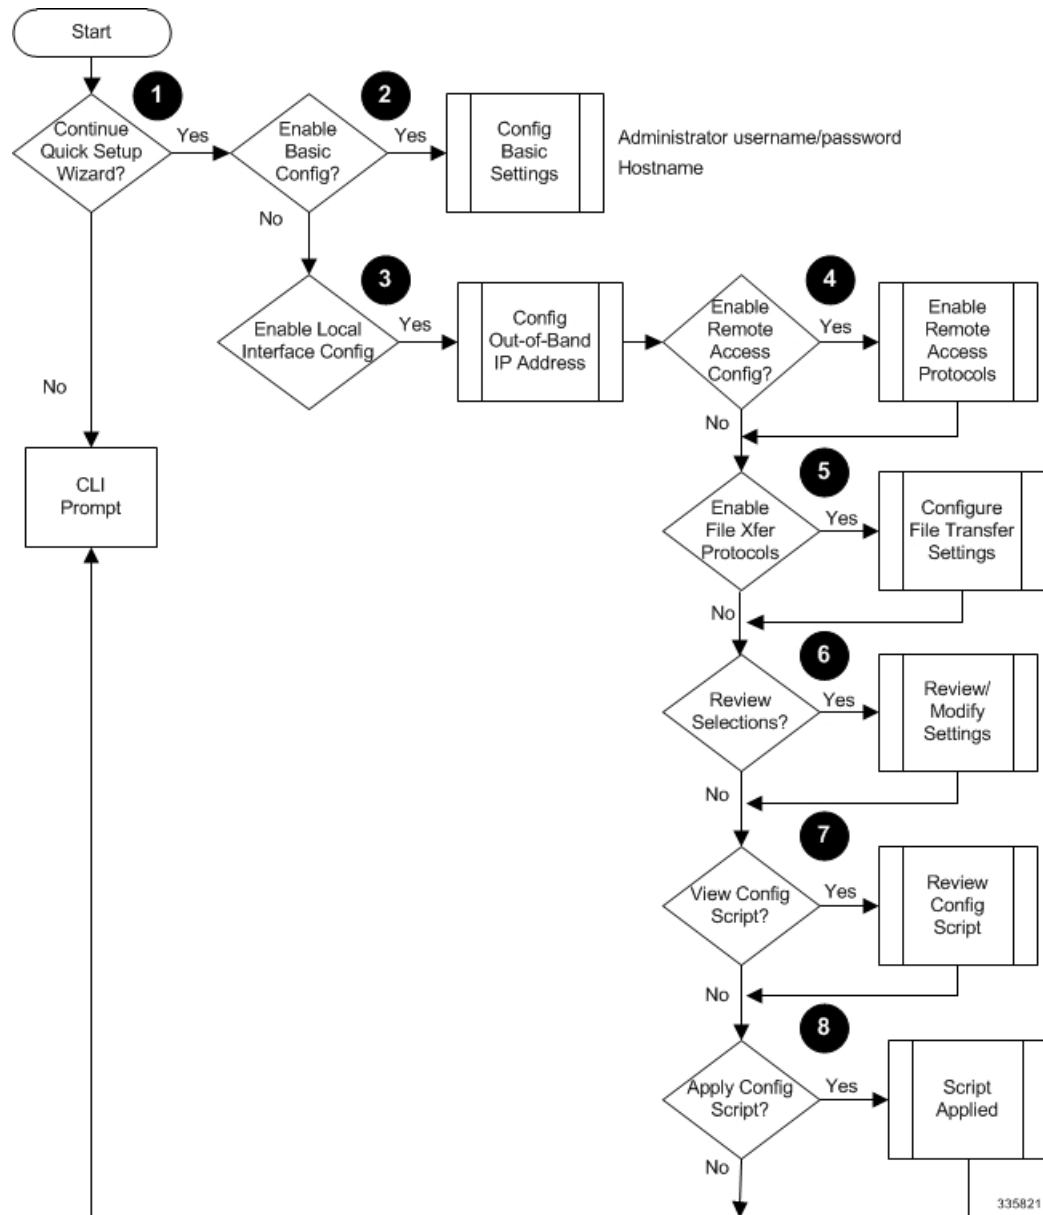 Start
1
2
Continue
Quick Setup
Wizard?
Yes
Enable
Basic
Config?
Yes
Config
Basic
Settings
Administrator username/password
Hostname
No
3
4
Enable Local
Interface Config
Yes
Config
Out-of-Band
IP Address
Enable
Remote
Access
Config?
Yes
Enable
Remote
Access
Protocols
No
No
CLI
Prompt
5
Enable
File Xfer
Protocols
Yes
Configure
File Transfer
Settings
No
6
Review
Selections?
Yes
Review/
Modify
Settings
No
7
View Config
Script?
Yes
Review
Config
Script
No
8
Apply Config
Script?
Yes
Script
Applied
No
335821